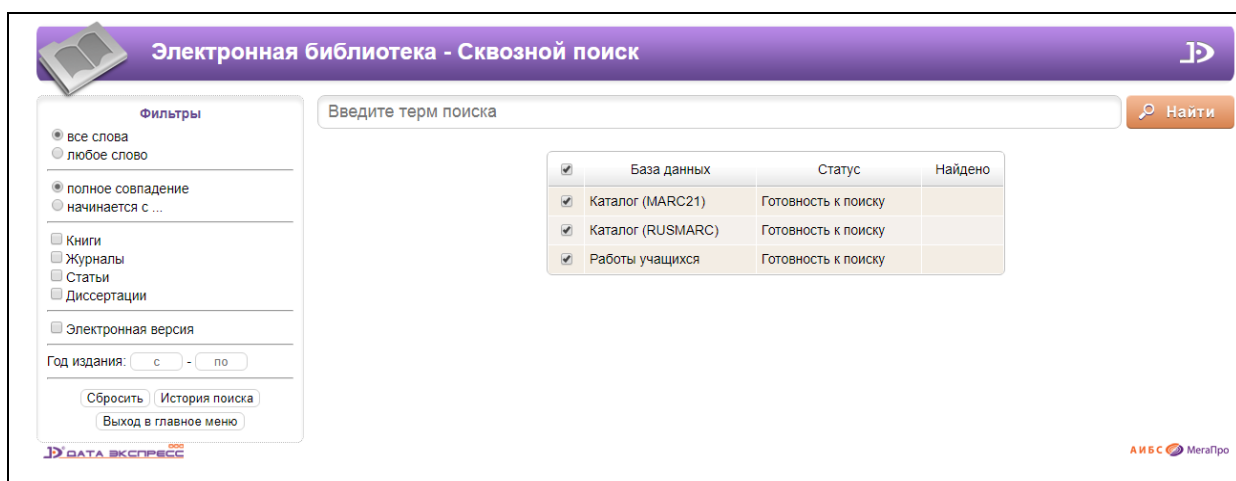 Электронная библиотека - Сквозной поиск
Фильтры
все слова
любое слово
полное совпадение
начинается с ...
Книги
Журналы
Статьи
Диссертации
Электронная версия
Год издания: с - по
Сбросить История поиска
Выход в главное меню
ДАТА ЭКСПРЕСС
Введите терм поиска
Найти
База данных Статус Найдено
Каталог (MARC21) Готовность к поиску
Каталог (RUSMARC) Готовность к поиску
Работы учащихся Готовность к поиску
АИБС МегаПро